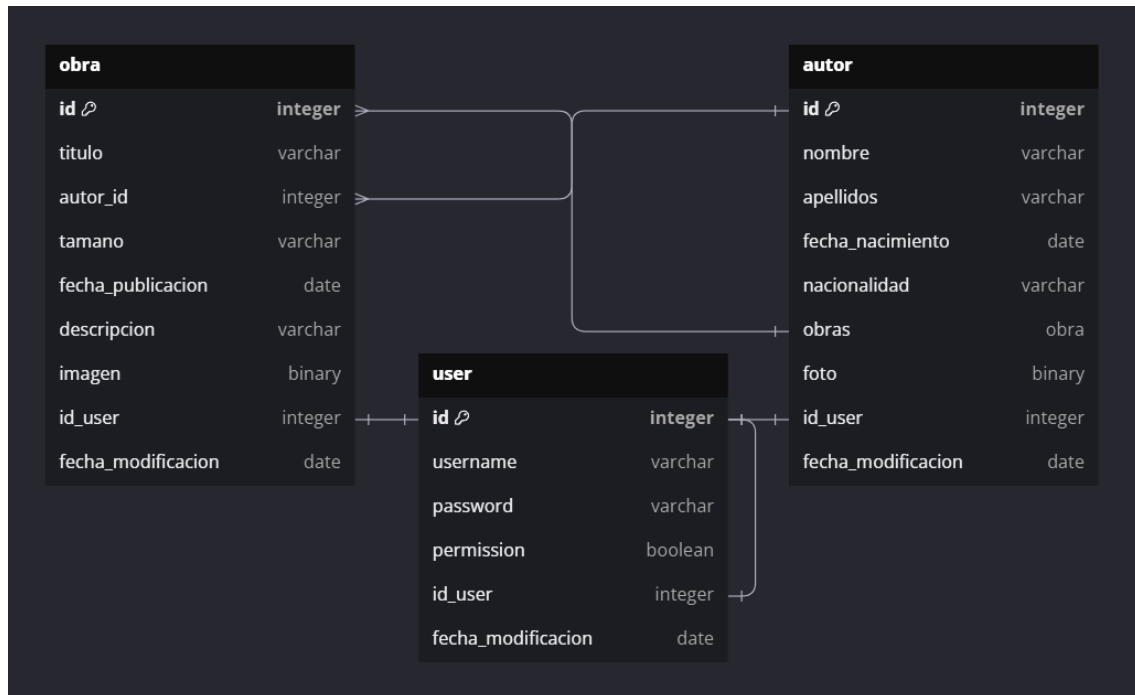 obra
id integer
titulo varchar
autor_id integer
tamano varchar
fecha_publicacion date
descripcion varchar
imagen binary
id_user integer
fecha_modificacion date
user
id integer
username varchar
password varchar
permission boolean
id_user integer
fecha_modificacion date
autor
id integer
nombre varchar
apellidos varchar
fecha_nacimiento date
nacionalidad varchar
obras obra
foto binary
id_user integer
fecha_modificacion date